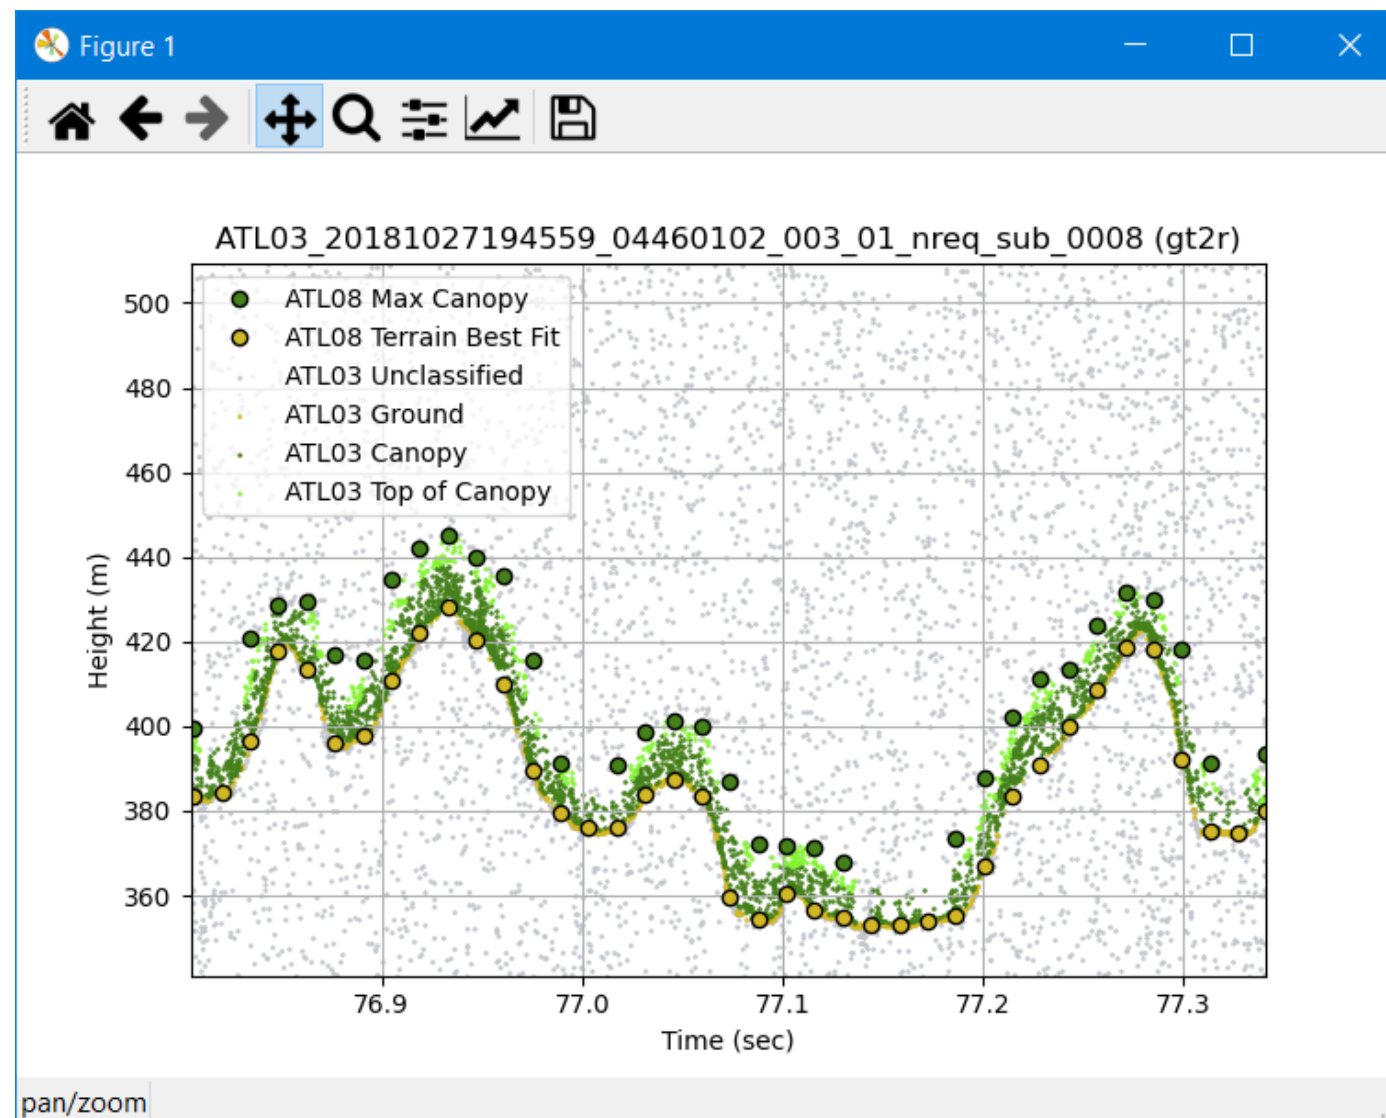 Figure 1
ATL03_20181027194559_04460102_003_01_nreq_sub_0008 (gt2r)
ATL08 Max Canopy
ATL08 Terrain Best Fit
ATL03 Unclassified
ATL03 Ground
ATL03 Canopy
ATL03 Top of Canopy
500
480
460
440
420
400
380
360
Height (m)
76.9
77.0
77.1
77.2
77.3
Time (sec)
pan/zoom